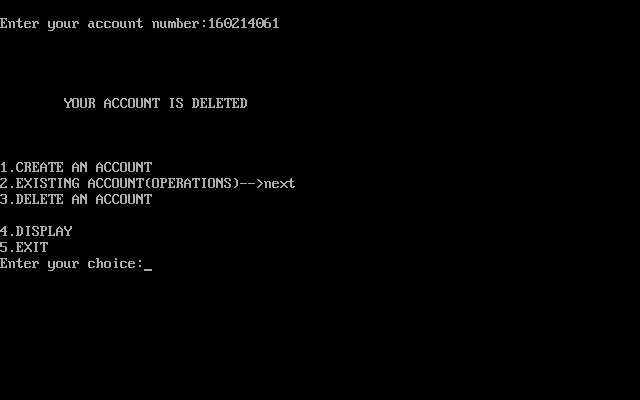 Enter your account number:160214061
YOUR ACCOUNT IS DELETED
1.CREATE AN ACCOUNT
2.EXISTING ACCOUNT(OPERATIONS)-->next
3.DELETE AN ACCOUNT
4.DISPLAY
5.EXIT
Enter your choice:_